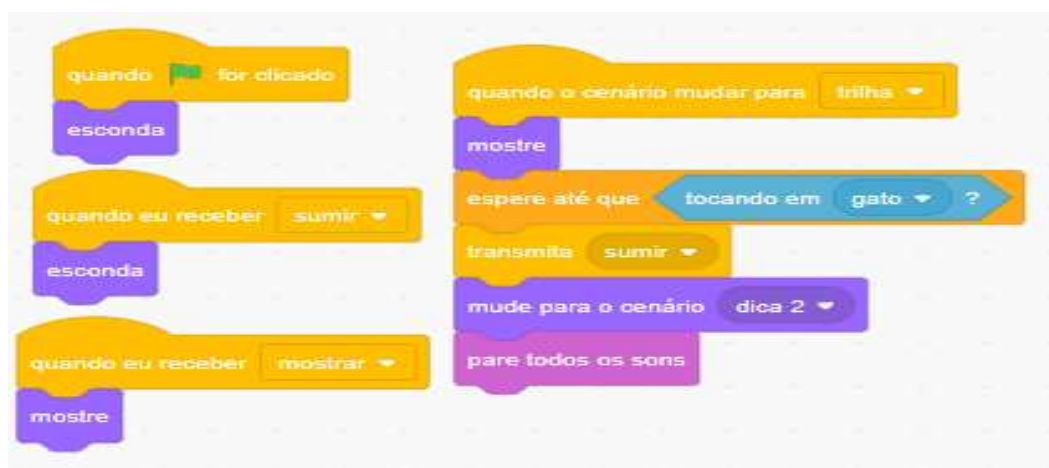 quando for clicado
esconda
quando eu receber sumir
esconda
quando eu receber mostrar
mostre
quando o cenário mudar para trilha
mostre
espere até que tocando em gato ?
transmita sumir
mude para o cenário dica 2
pare todos os sons